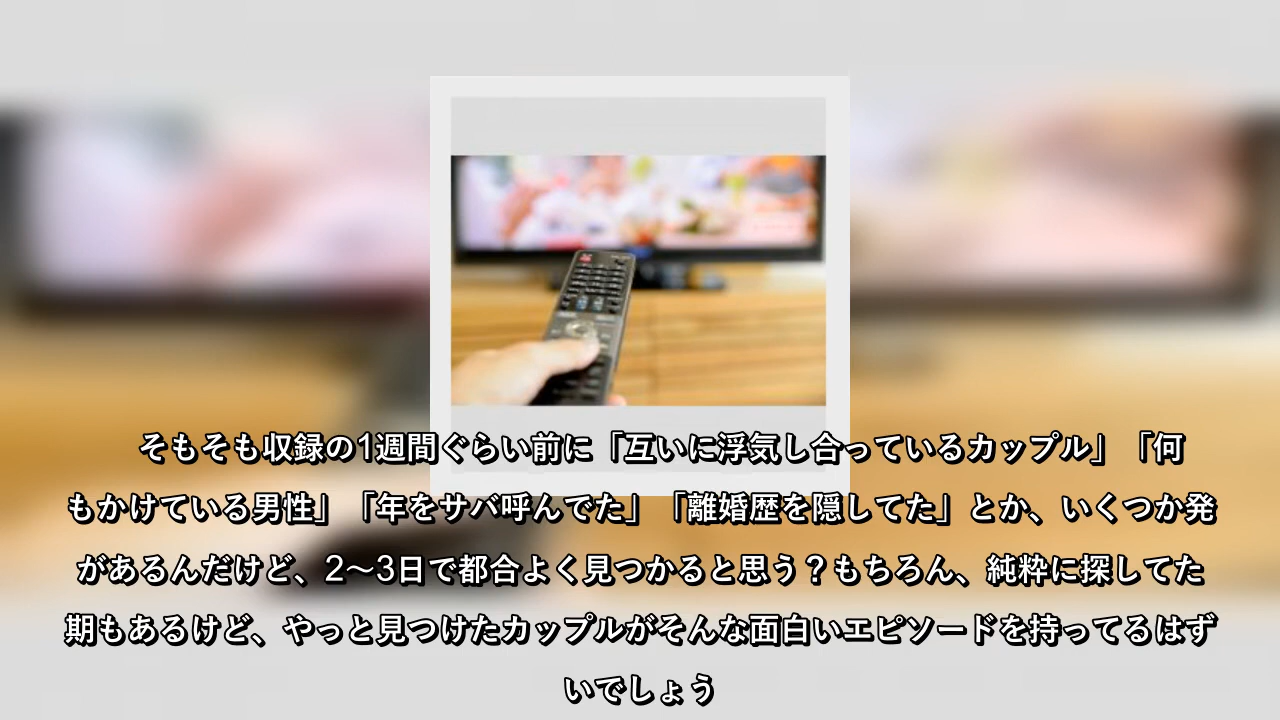 そもそも収録の1週間ぐらい前に「互いに浮気し合っているカップル」「何
もかけている男性」「年をサバ呼んでた」「離婚歴を隠してた」とか、いくつか発
があるんだけど、2〜3日で都合よく見つかると思う？もちろん、純粋に探してた
期もあるけど、やっと見つけたカップルがそんな面白いエピソードを持ってるはず
いでしょう